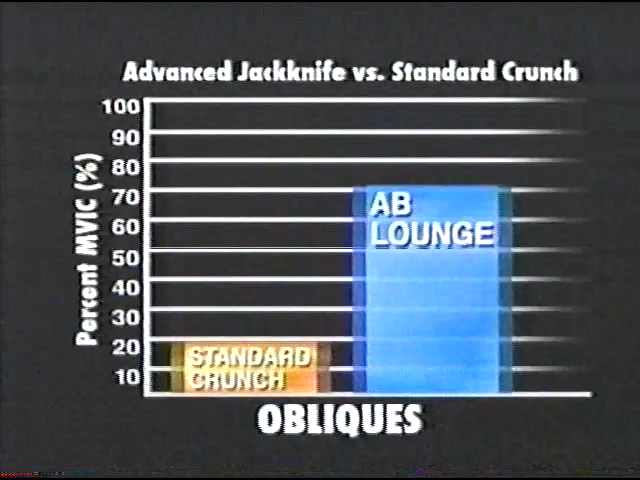 Advanced Jackknife vs. Standard Crunch
100
90
80
70
60
50
40
30
20
10
Percent MVIC (%)
AB
LOUNGE
STANDARD
CRUNCH
OBLIQUES